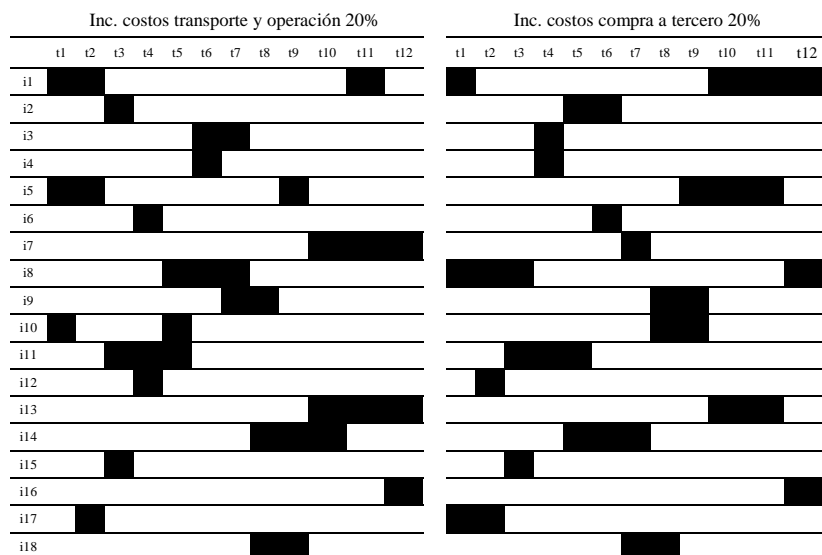 Inc. costos transporte y operación 20% Inc. costos compra a tercero 20%
t1 t2 t3 t4 t5 t6 t7 t8 t9 t10 t11 t12 t1 t2 t3 t4 t5 t6 t7 t8 t9 t10 t11 t12
i1
i2
i3
i4
i5
i6
i7
i8
i9
i10
i11
i12
i13
i14
i15
i16
i17
i18